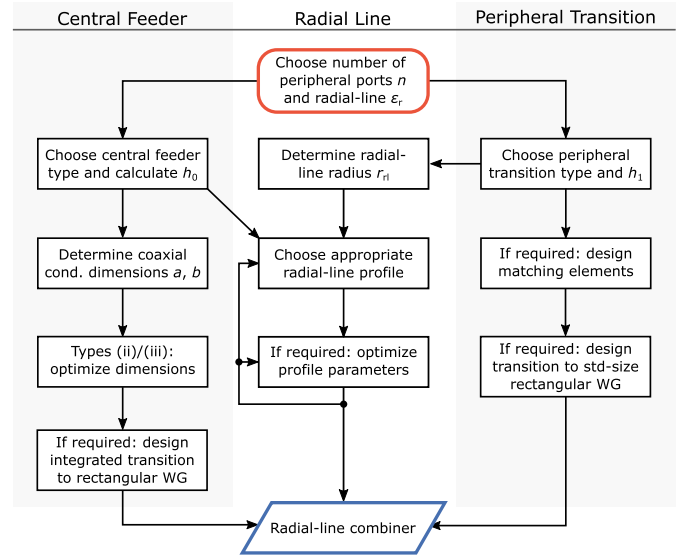 Central Feeder
Radial Line
Peripheral Transition
Choose number of
peripheral ports n
and radial-line εr
Choose central feeder
type and calculate h0
Determine radial-
line radius rrl
Choose peripheral
transition type and h1
Determine coaxial
cond. dimensions a, b
Choose appropriate
radial-line profile
If required: design
matching elements
Types (ii)/(iii):
optimize dimensions
If required: optimize
profile parameters
If required: design
transition to std-size
rectangular WG
If required: design
integrated transition
to rectangular WG
Radial-line combiner